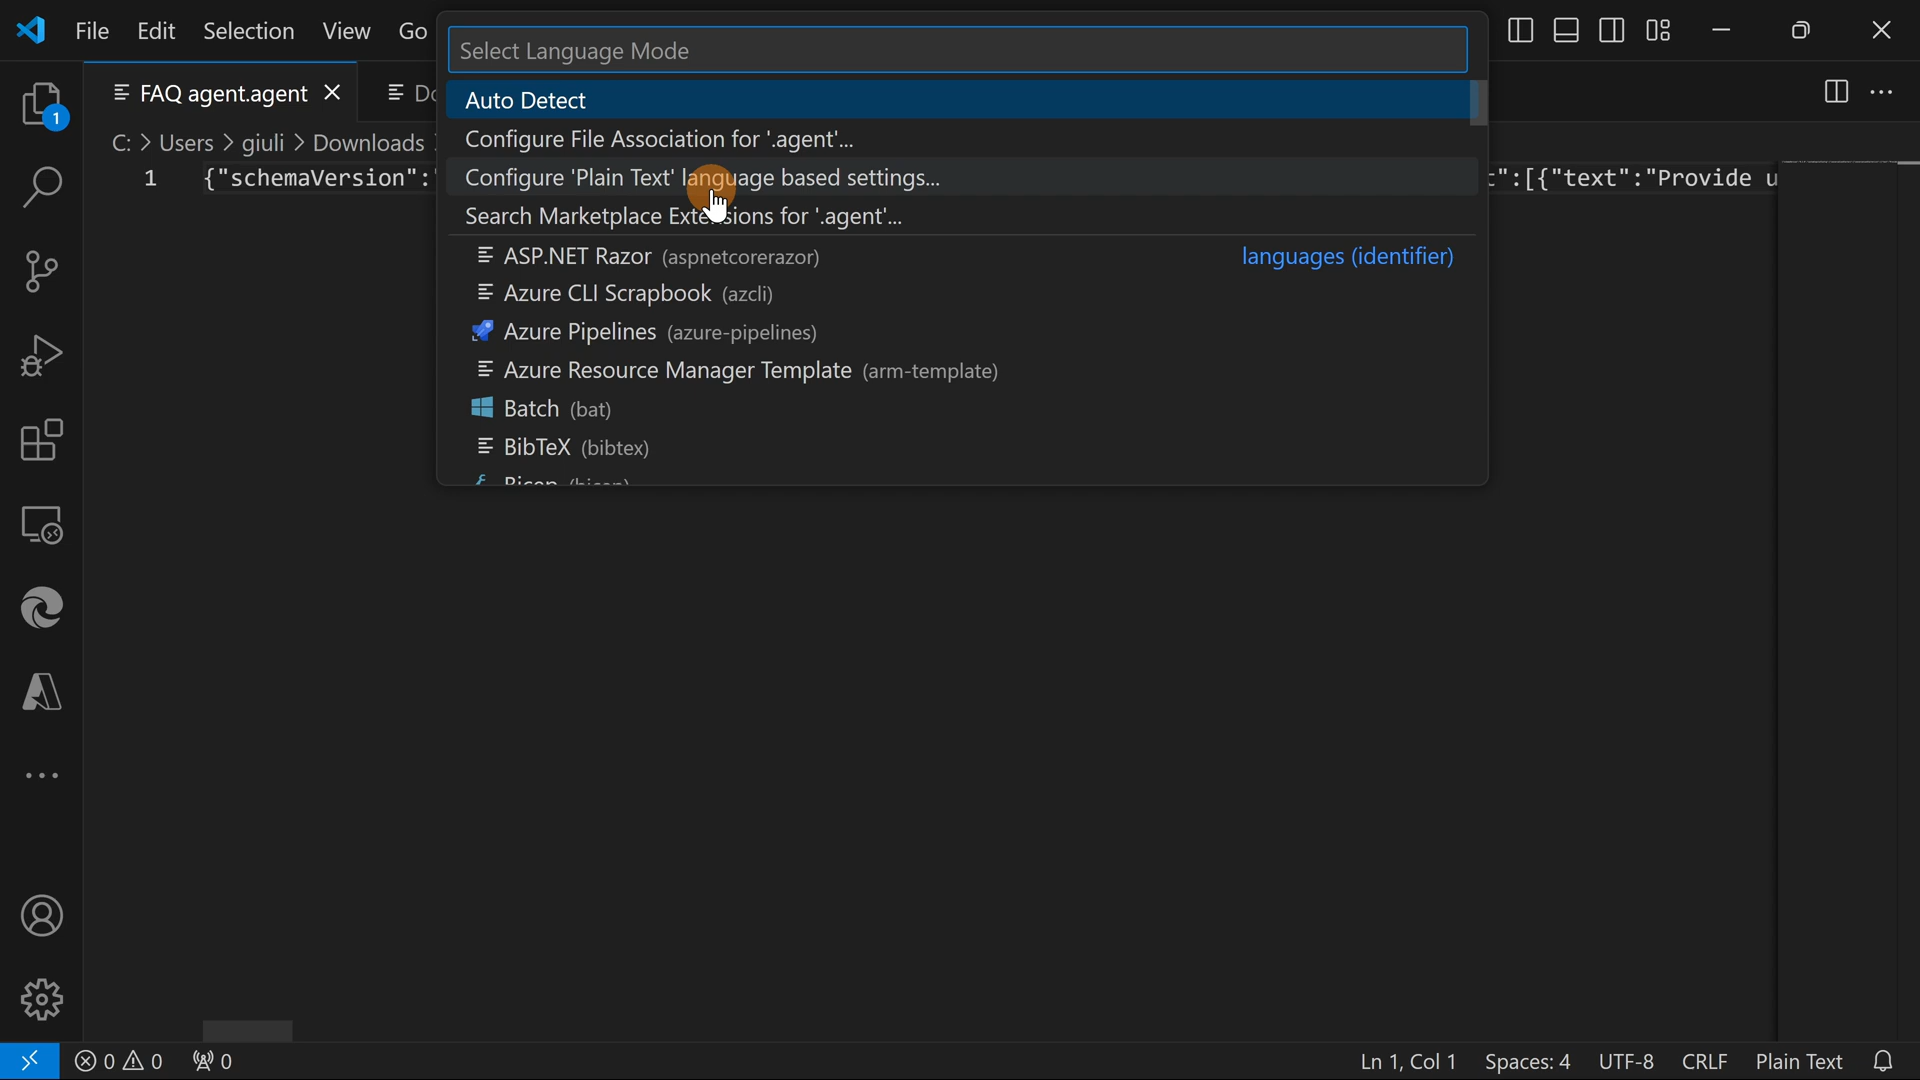 File Edit Selection View Go
Select Language Mode
FAQ agent.agent
Auto Detect
C: > Users > giuli > Downloads
Configure File Association for '.agent'...
1 {"schemaVersion":
Configure 'Plain Text' language based settings...
":[{"text":"Provide u
Search Marketplace Extensions for '.agent'...
ASP.NET Razor (aspnetcorerazor) languages (identifier)
Azure CLI Scrapbook (azcli)
Azure Pipelines (azure-pipelines)
Azure Resource Manager Template (arm-template)
Batch (bat)
BibTeX (bibtex)
Bicep (bicep)
1
0 0 0 Ln 1, Col 1 Spaces: 4 UTF-8 CRLF Plain Text